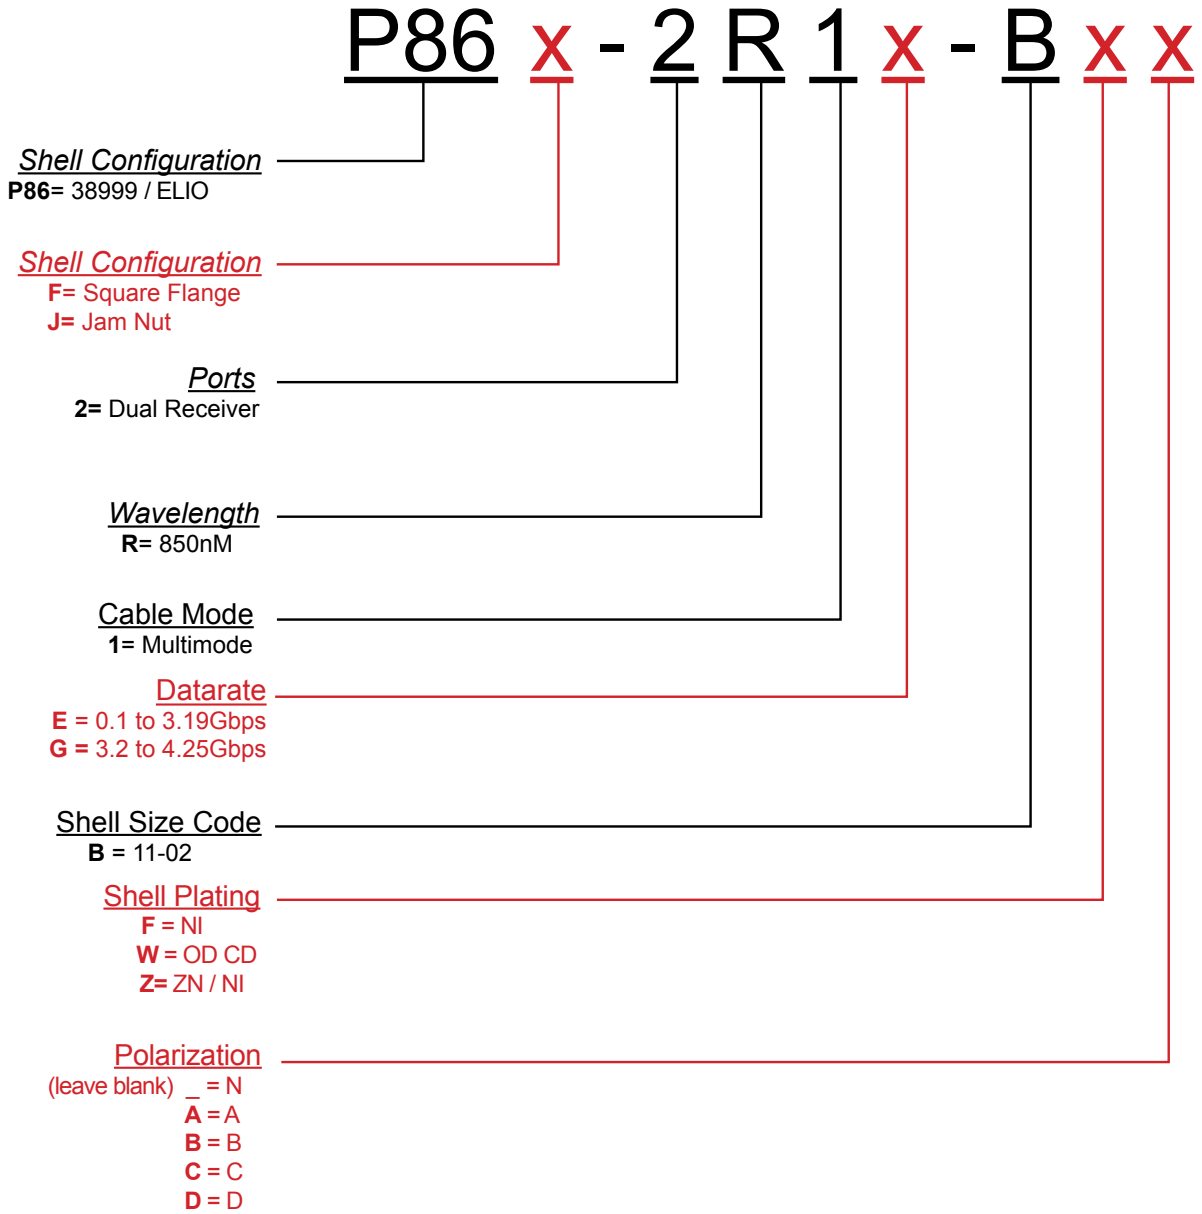 P86 x - 2 R 1 x - B x x
Shell Configuration
P86= 38999 / ELIO
Shell Configuration
F= Square Flange
J= Jam Nut
Ports
2= Dual Receiver
Wavelength
R= 850nM
Cable Mode
1= Multimode
Datarate
E = 0.1 to 3.19Gbps
G = 3.2 to 4.25Gbps
Shell Size Code
B = 11-02
Shell Plating
F = NI
W = OD CD
Z= ZN / NI
Polarization
(leave blank) _ = N
A = A
B = B
C = C
D = D